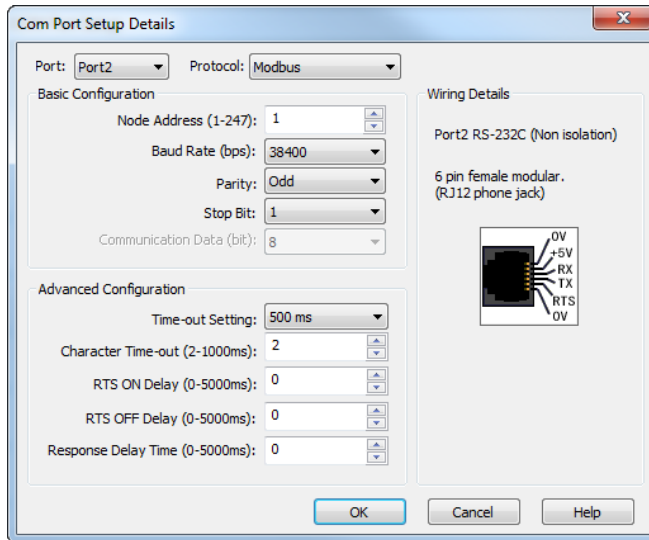 Com Port Setup Details
Port: Port2 Protocol: Modbus
Basic Configuration
Node Address (1-247): 1
Baud Rate (bps): 38400
Parity: Odd
Stop Bit: 1
Communication Data (bit): 8
Advanced Configuration
Time-out Setting: 500 ms
Character Time-out (2-1000ms): 2
RTS ON Delay (0-5000ms): 0
RTS OFF Delay (0-5000ms): 0
Response Delay Time (0-5000ms): 0
Wiring Details
Port2 RS-232C (Non isolation)
6 pin female modular.
(RJ12 phone jack)
0V
+5V
RX
TX
RTS
0V
OK Cancel Help